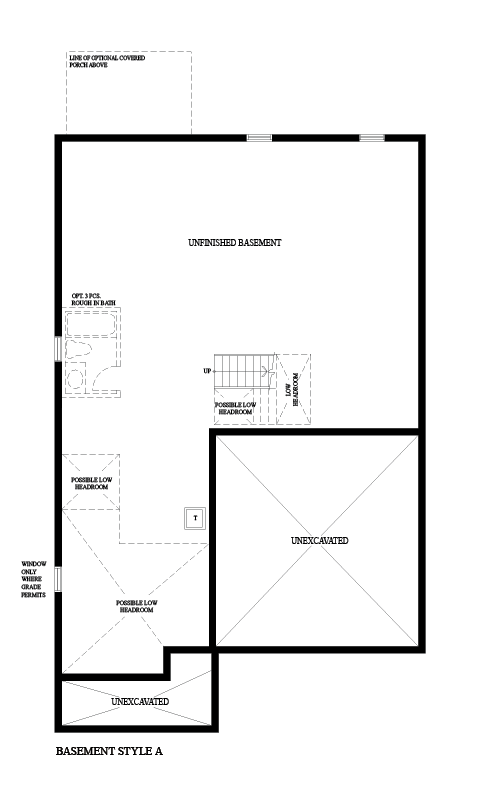 LINE OF OPTIONAL COVERED
PORCH ABOVE
UNFINISHED BASEMENT
OPT. 3 PCS.
ROUGH IN BATH
UP
LOW
HEADROOM
POSSIBLE LOW
HEADROOM
POSSIBLE LOW
HEADROOM
T
UNEXCAVATED
WINDOW
ONLY
WHERE
GRADE
PERMITS
POSSIBLE LOW
HEADROOM
UNEXCAVATED
BASEMENT STYLE A